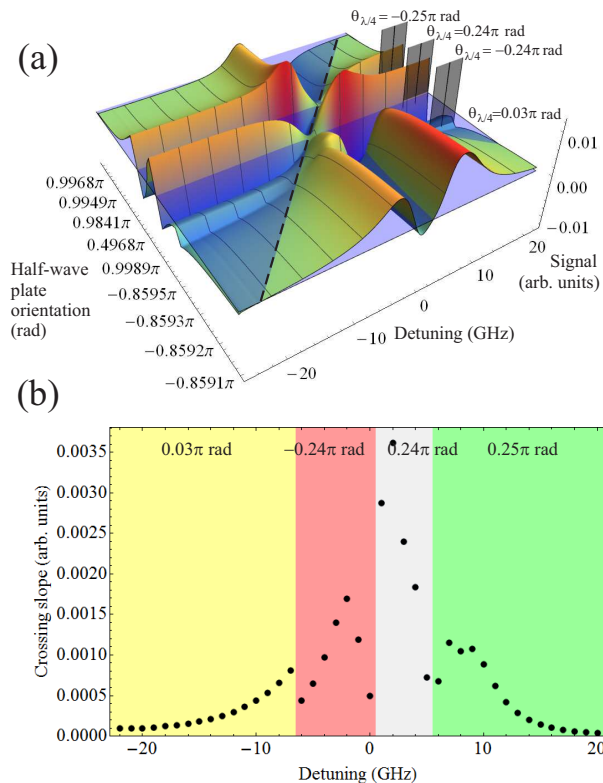 (a)
θλ/4 = −0.25π rad
θλ/4 = 0.24π rad
θλ/4 = −0.24π rad
θλ/4 = 0.03π rad
0.01
0.00
−0.01
Signal
(arb. units)
20
10
0
−10
−20
Detuning (GHz)
0.9968π
0.9949π
0.9841π
0.4968π
0.9989π
−0.8595π
−0.8593π
−0.8592π
−0.8591π
Half-wave
plate
orientation
(rad)
(b)
0.03π rad −0.24π rad 0.24π rad 0.25π rad
Crossing slope (arb. units)
0.0035
0.0030
0.0025
0.0020
0.0015
0.0010
0.0005
0.0000
−20 −10 0 10 20
Detuning (GHz)